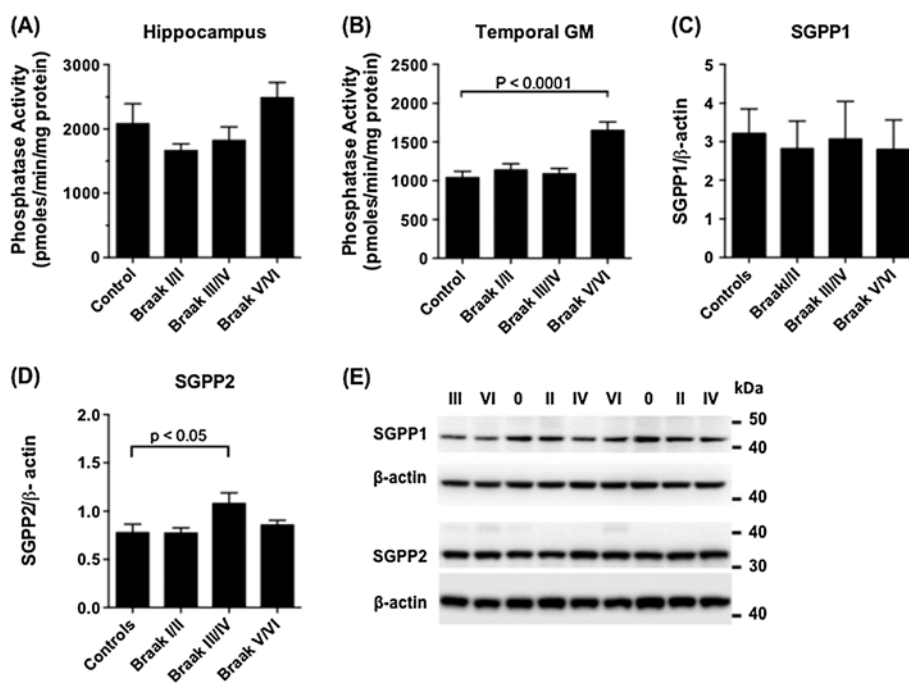 (A)
Hippocampus
Phosphatase Activity
(pmoles/min/mg protein)
3000
2000
1000
0
Control
Braak I/II
Braak III/IV
Braak V/VI
(B)
Temporal GM
Phosphatase Activity
(pmoles/min/mg protein)
2500
2000
1500
1000
500
0
P < 0.0001
Control
Braak I/II
Braak III/IV
Braak V/VI
(C)
SGPP1
SGPP1/β-actin
5
4
3
2
1
0
Controls
BraakI/II
Braak III/IV
Braak V/VI
(D)
SGPP2
SGPP2/β- actin
2.0
1.5
1.0
0.5
0.0
p < 0.05
Controls
Braak I/II
Braak III/IV
Braak V/VI
(E)
III VI 0 II IV VI 0 II IV kDa
SGPP1
50
40
β-actin
40
SGPP2
40
30
β-actin
40